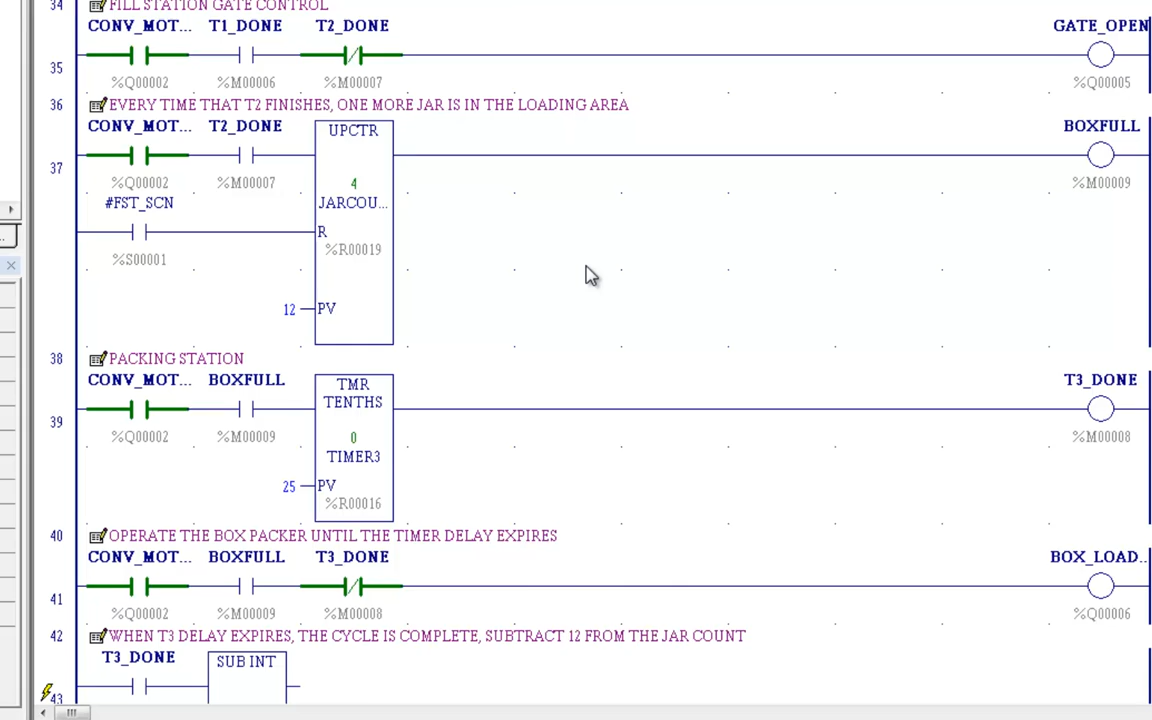 34 FILL STATION GATE CONTROL
CONV_MOT... T1_DONE T2_DONE GATE_OPEN
35
%Q00002 %M00006 %M00007 %Q00005
36 EVERY TIME THAT T2 FINISHES, ONE MORE JAR IS IN THE LOADING AREA
CONV_MOT... T2_DONE UPCTR BOXFULL
37
%Q00002 %M00007 4 %M00009
#FST_SCN JARCOU...
R
%S00001 %R00019
12 PV
38 PACKING STATION
CONV_MOT... BOXFULL TMR T3_DONE
TENTHS
39
%Q00002 %M00009 0 %M00008
TIMER3
25 PV
%R00016
40 OPERATE THE BOX PACKER UNTIL THE TIMER DELAY EXPIRES
CONV_MOT... BOXFULL T3_DONE BOX_LOAD..
41
%Q00002 %M00009 %M00008 %Q00006
42 WHEN T3 DELAY EXPIRES, THE CYCLE IS COMPLETE, SUBTRACT 12 FROM THE JAR COUNT
T3_DONE SUB INT
43